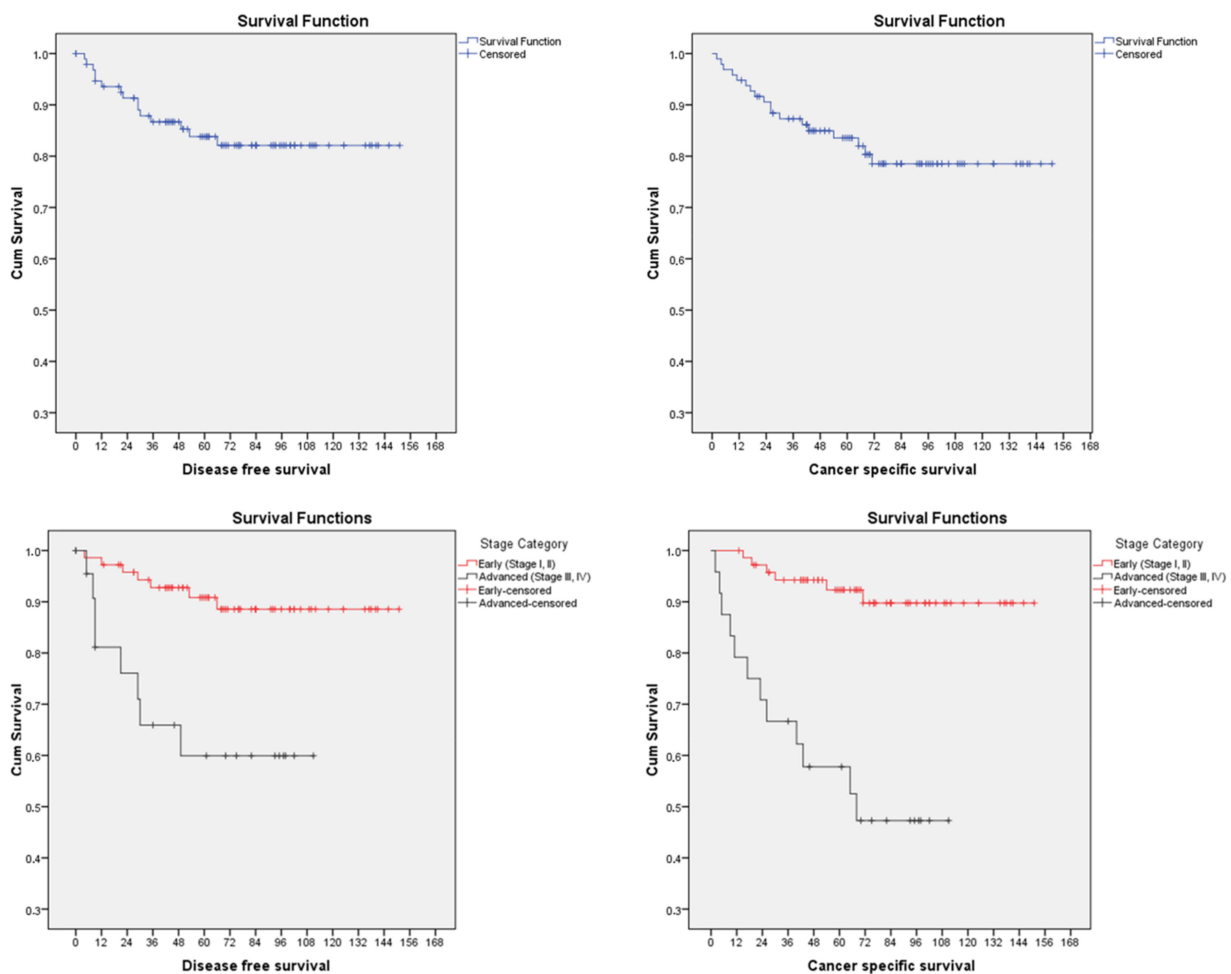 Survival Function
Survival Function
Censored
1.0
0.9
0.8
0.7
0.6
0.5
0.4
0.3
Cum Survival
0 12 24 36 48 60 72 84 96 108 120 132 144 156 168
Disease free survival
Survival Function
Survival Function
Censored
1.0
0.9
0.8
0.7
0.6
0.5
0.4
0.3
Cum Survival
0 12 24 36 48 60 72 84 96 108 120 132 144 156 168
Cancer specific survival
Survival Functions
Stage Category
Early (Stage I, II)
Advanced (Stage III, IV)
Early-censored
Advanced-censored
1.0
0.9
0.8
0.7
0.6
0.5
0.4
0.3
Cum Survival
0 12 24 36 48 60 72 84 96 108 120 132 144 156 168
Disease free survival
Survival Functions
Stage Category
Early (Stage I, II)
Advanced (Stage III, IV)
Early-censored
Advanced-censored
1.0
0.9
0.8
0.7
0.6
0.5
0.4
0.3
Cum Survival
0 12 24 36 48 60 72 84 96 108 120 132 144 156 168
Cancer specific survival